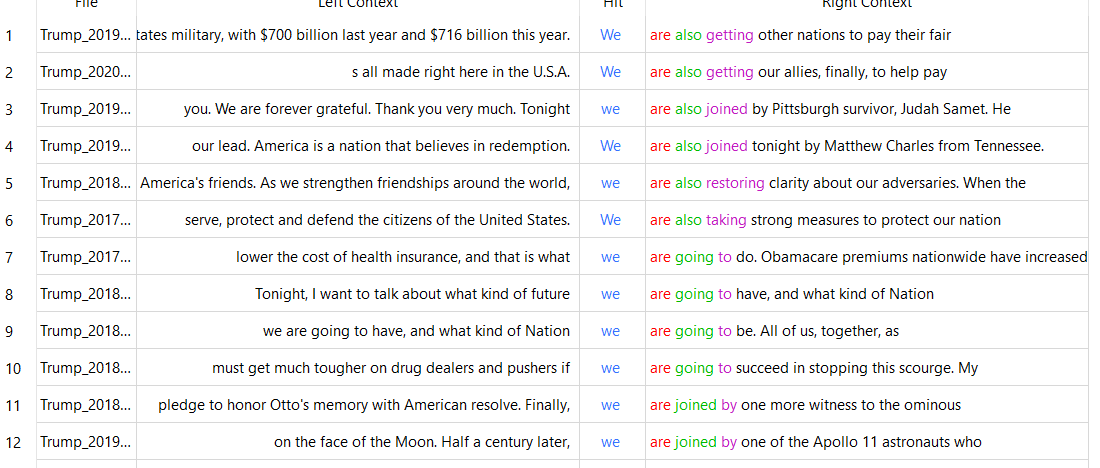 File Left Context Hit Right Context
1 Trump_2019... tates military, with $700 billion last year and $716 billion this year. We are also getting other nations to pay their fair
2 Trump_2020... s all made right here in the U.S.A. We are also getting our allies, finally, to help pay
3 Trump_2019... you. We are forever grateful. Thank you very much. Tonight we are also joined by Pittsburgh survivor, Judah Samet. He
4 Trump_2019... our lead. America is a nation that believes in redemption. We are also joined tonight by Matthew Charles from Tennessee.
5 Trump_2018... America's friends. As we strengthen friendships around the world, we are also restoring clarity about our adversaries. When the
6 Trump_2017... serve, protect and defend the citizens of the United States. We are also taking strong measures to protect our nation
7 Trump_2017... lower the cost of health insurance, and that is what we are going to do. Obamacare premiums nationwide have increased
8 Trump_2018... Tonight, I want to talk about what kind of future we are going to have, and what kind of Nation
9 Trump_2018... we are going to have, and what kind of Nation we are going to be. All of us, together, as
10 Trump_2018... must get much tougher on drug dealers and pushers if we are going to succeed in stopping this scourge. My
11 Trump_2018... pledge to honor Otto's memory with American resolve. Finally, we are joined by one more witness to the ominous
12 Trump_2019... on the face of the Moon. Half a century later, we are joined by one of the Apollo 11 astronauts who